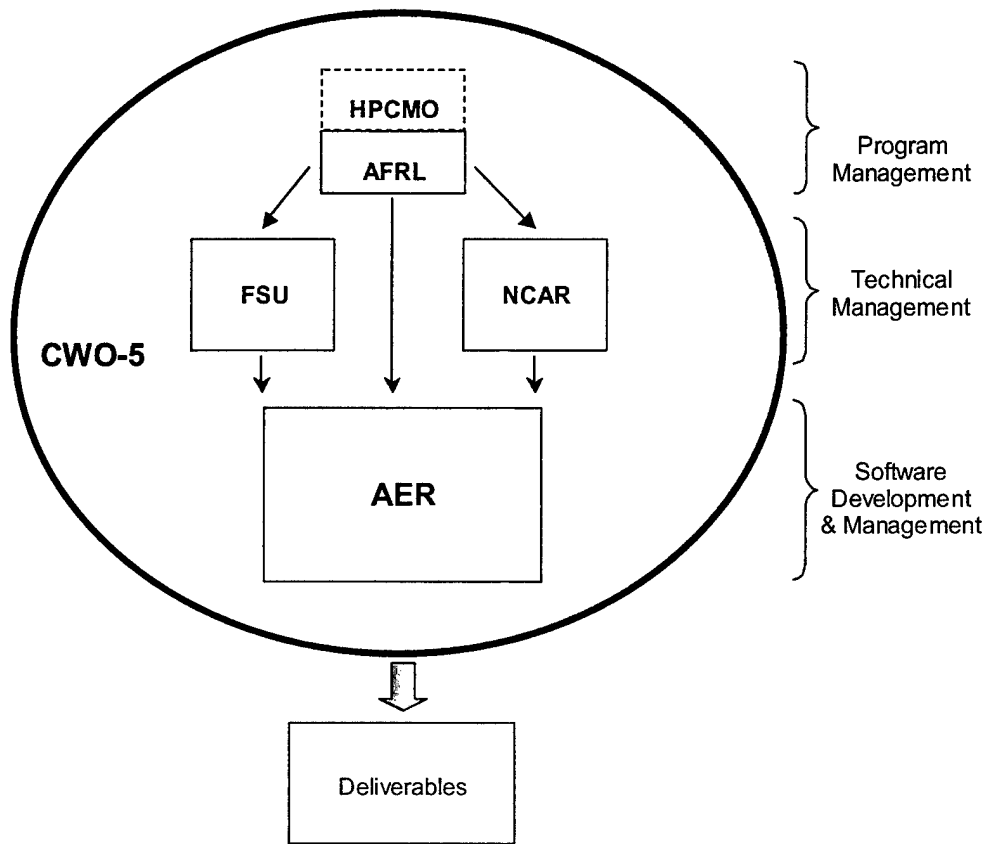 HPCMO
AFRL
Program
Management
FSU
NCAR
Technical
Management
CWO-5
AER
Software
Development
& Management
Deliverables